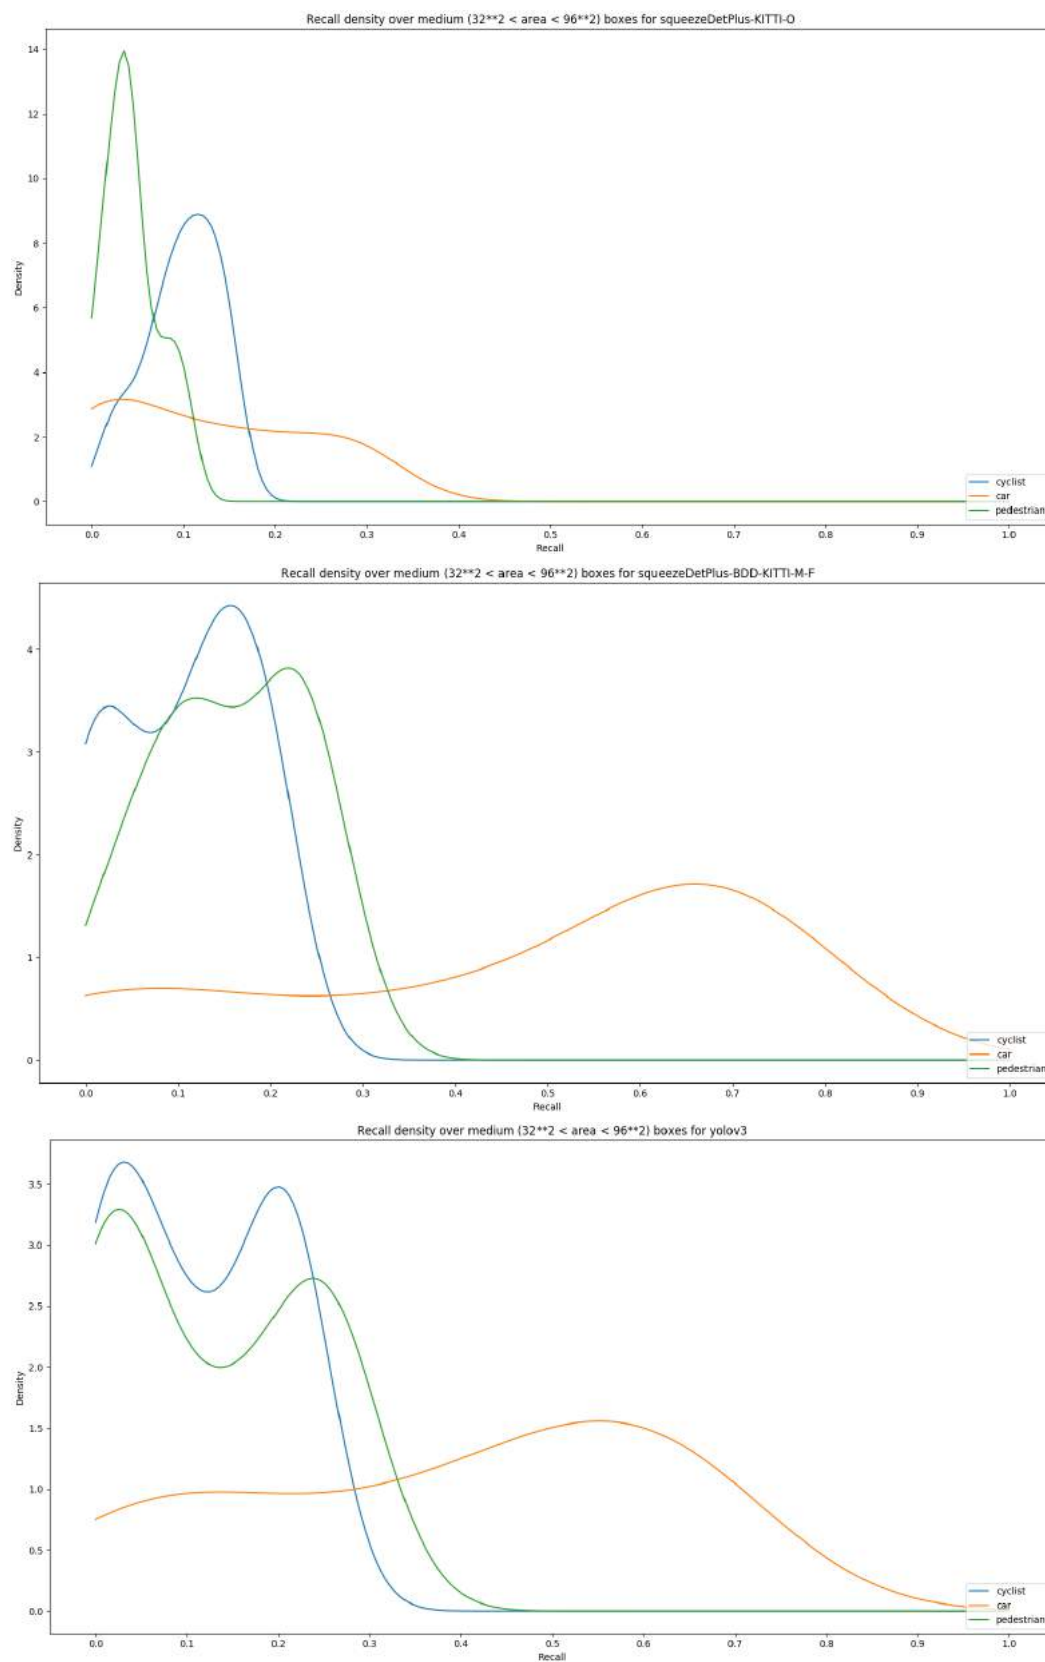 Recall density over medium (32**2 < area < 96**2) boxes for squeezeDetPlus-KITTI-O
14
12
10
8
6
4
2
0
Density
0.0 0.1 0.2 0.3 0.4 0.5 0.6 0.7 0.8 0.9 1.0
Recall
cyclist
car
pedestrian
Recall density over medium (32**2 < area < 96**2) boxes for squeezeDetPlus-BDD-KITTI-M-F
4
3
2
1
0
Density
0.0 0.1 0.2 0.3 0.4 0.5 0.6 0.7 0.8 0.9 1.0
Recall
cyclist
car
pedestrian
Recall density over medium (32**2 < area < 96**2) boxes for yolov3
3.5
3.0
2.5
2.0
1.5
1.0
0.5
0.0
Density
0.0 0.1 0.2 0.3 0.4 0.5 0.6 0.7 0.8 0.9 1.0
Recall
cyclist
car
pedestrian